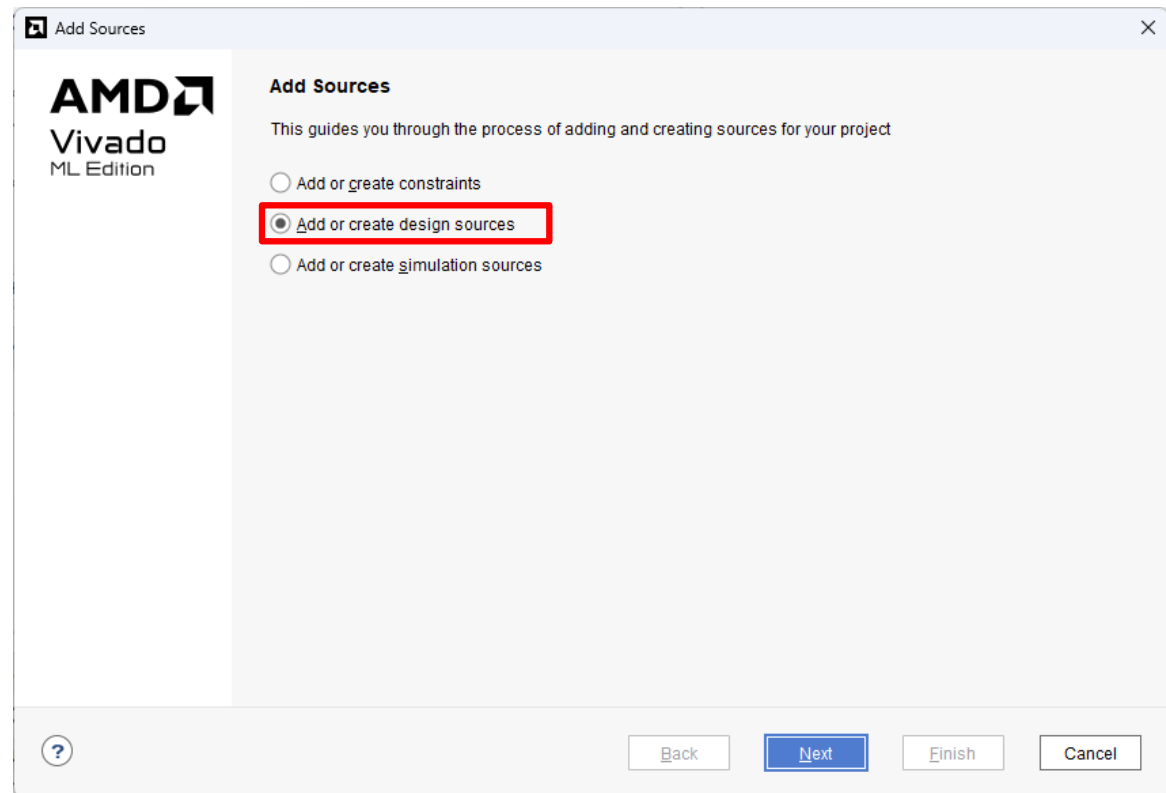 Add Sources
AMD
Vivado
ML Edition
Add Sources
This guides you through the process of adding and creating sources for your project
Add or create constraints
Add or create design sources
Add or create simulation sources
?
Back
Next
Finish
Cancel